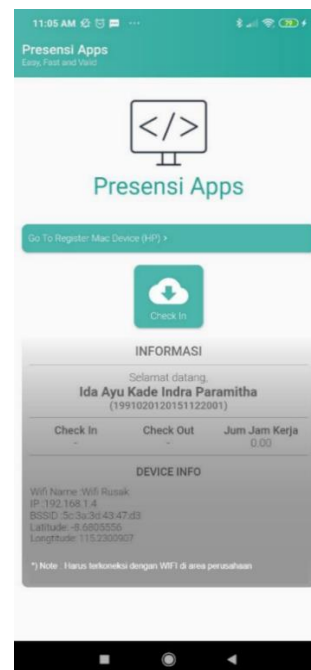 11:05 AM
Presensi Apps
Easy, Fast and Valid
</>
Presensi Apps
Go To Register Mac Device (HP) >
Check In
INFORMASI
Selamat datang,
Ida Ayu Kade Indra Paramitha
(1991020120151122001)
Check In Check Out Jum Jam Kerja
- - 0.00
DEVICE INFO
Wifi Name :Wifi Rusak
IP :192.168.1.4
BSSID :5c:3a:3d:43:47:d3
Latitude: -8.6805556
Longtitude: 115.2300907
*) Note : Harus terkoneksi dengan WIFI di area perusahaan